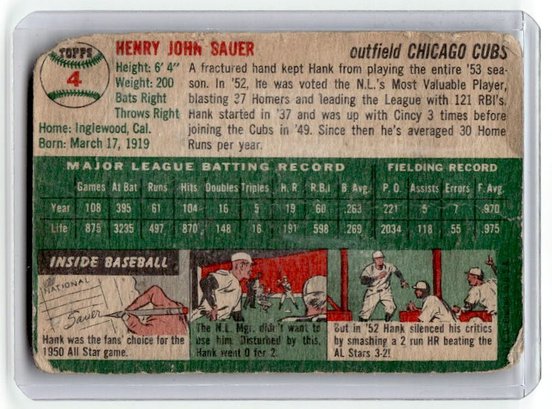 TOPPS
4
HENRY JOHN SAUER
outfield CHICAGO CUBS
Height: 6' 4"
Weight: 200
Bats Right
Throws Right
Home: Inglewood, Cal.
Born: March 17, 1919
A fractured hand kept Hank from playing the entire '53 sea-
son. In '52, he was voted the N.L.'s Most Valuable Player,
blasting 37 Homers and leading the League with 121 RBI's.
Hank started in '37 and was up with Cincy 3 times before
joining the Cubs in '49. Since then he's averaged 30 Home
Runs per year.
MAJOR LEAGUE BATTING RECORD
FIELDING RECORD
Games At Bat Runs Hits Doubles Triples H.R. R.B.I. B.Avg. P.O. Assists Errors F.Avg.
Year 108 395 61 104 16 5 19 60 .263 221 5 5 .970
Life 875 3235 497 870 148 16 198 598 .269 2034 118 55 .975
INSIDE BASEBALL
NATIONAL
Sauer
Hank was the fans' choice for the
1950 All Star game.
The N.L. Mgr. didn't want to
use him. Disturbed by this,
Hank went 0 for 2.
But in '52 Hank silenced his critics
by smashing a 2 run HR beating the
AL Stars 3-2!